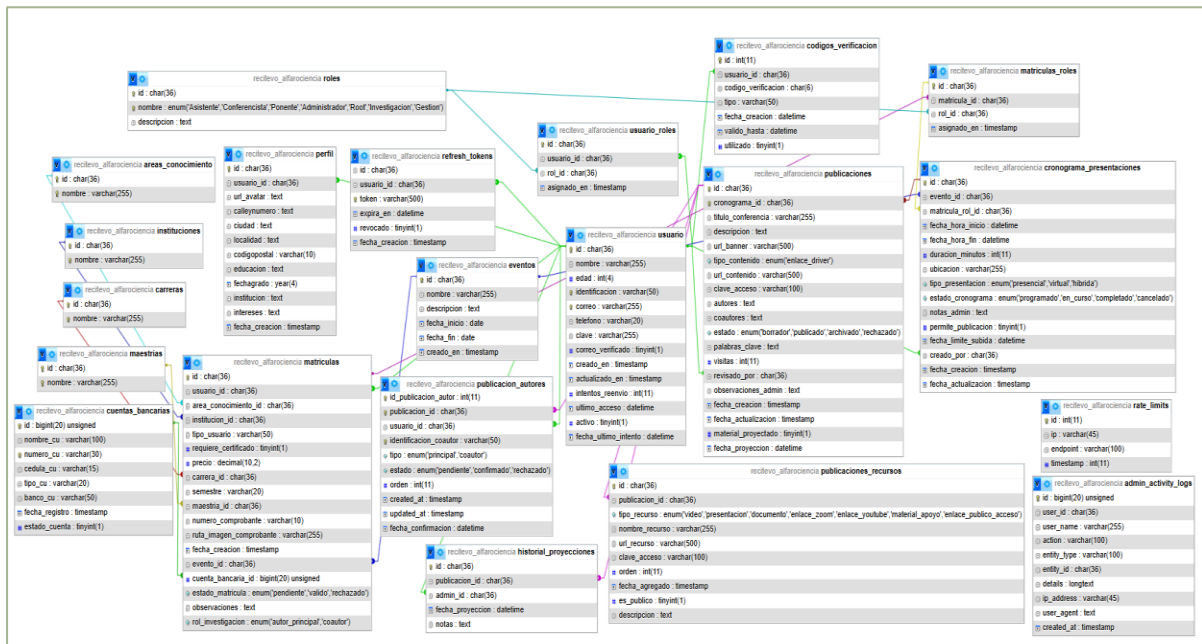 recitevo_alfarociencia roles
id : char(36)
nombre : enum('Asistente','Conferencista','Ponente','Administrador','Root','Investigacion','Gestion')
descripcion : text
recitevo_alfarociencia codigos_verificacion
id : int(11)
usuario_id : char(36)
codigo_verificacion : char(6)
tipo : varchar(50)
fecha_creacion : datetime
valido_hasta : datetime
utilizado : tinyint(1)
recitevo_alfarociencia matriculas_roles
id : char(36)
matricula_id : char(36)
rol_id : char(36)
asignado_en : timestamp
recitevo_alfarociencia usuario_roles
id : char(36)
usuario_id : char(36)
rol_id : char(36)
asignado_en : timestamp
recitevo_alfarociencia areas_conocimiento
id : char(36)
nombre : varchar(255)
recitevo_alfarociencia perfil
id : char(36)
usuario_id : char(36)
url_avatar : text
calleynumero : text
ciudad : text
localidad : text
codigopostal : varchar(10)
educacion : text
fechagrado : year(4)
institucion : text
intereses : text
fecha_creacion : timestamp
recitevo_alfarociencia refresh_tokens
id : char(36)
usuario_id : char(36)
token : varchar(500)
expira_en : datetime
revocado : tinyint(1)
fecha_creacion : timestamp
recitevo_alfarociencia publicaciones
id : char(36)
cronograma_id : char(36)
titulo_conferencia : varchar(255)
descripcion : text
url_banner : varchar(500)
tipo_contenido : enum('enlace_driver')
url_contenido : varchar(500)
clave_acceso : varchar(100)
autores : text
coautores : text
estado : enum('borrador','publicado','archivado','rechazado')
palabras_clave : text
visitas : int(11)
revisado_por : char(36)
observaciones_admin : text
fecha_creacion : timestamp
fecha_actualizacion : timestamp
material_proyectado : tinyint(1)
fecha_proyeccion : datetime
recitevo_alfarociencia cronograma_presentaciones
id : char(36)
evento_id : char(36)
matricula_rol_id : char(36)
fecha_hora_inicio : datetime
fecha_hora_fin : datetime
duracion_minutos : int(11)
ubicacion : varchar(255)
tipo_presentacion : enum('presencial','virtual','hibrida')
estado_cronograma : enum('programado','en_curso','completado','cancelado')
notas_admin : text
permite_publicacion : tinyint(1)
fecha_limite_subida : datetime
creado_por : char(36)
fecha_creacion : timestamp
fecha_actualizacion : timestamp
recitevo_alfarociencia instituciones
id : char(36)
nombre : varchar(255)
recitevo_alfarociencia usuario
id : char(36)
nombre : varchar(255)
edad : int(4)
identificacion : varchar(50)
correo : varchar(255)
telefono : varchar(20)
clave : varchar(255)
correo_verificado : tinyint(1)
creado_en : timestamp
actualizado_en : timestamp
intentos_reenvio : int(11)
ultimo_acceso : datetime
activo : tinyint(1)
fecha_ultimo_intento : datetime
recitevo_alfarociencia eventos
id : char(36)
nombre : varchar(255)
descripcion : text
fecha_inicio : date
fecha_fin : date
creado_en : timestamp
recitevo_alfarociencia carreras
id : char(36)
nombre : varchar(255)
recitevo_alfarociencia maestrias
id : char(36)
nombre : varchar(255)
recitevo_alfarociencia matriculas
id : char(36)
usuario_id : char(36)
area_conocimiento_id : char(36)
institucion_id : char(36)
tipo_usuario : varchar(50)
requiere_certificado : tinyint(1)
precio : decimal(10,2)
carrera_id : char(36)
semestre : varchar(20)
maestria_id : char(36)
numero_comprobante : varchar(10)
ruta_imagen_comprobante : varchar(255)
fecha_creacion : timestamp
evento_id : char(36)
cuenta_bancaria_id : bigint(20) unsigned
estado_matricula : enum('pendiente','valido','rechazado')
observaciones : text
rol_investigacion : enum('autor_principal','coautor')
recitevo_alfarociencia publicacion_autores
id_publicacion_autor : int(11)
publicacion_id : char(36)
usuario_id : char(36)
identificacion_coautor : varchar(50)
tipo : enum('principal','coautor')
estado : enum('pendiente','confirmado','rechazado')
orden : int(11)
created_at : timestamp
updated_at : timestamp
fecha_confirmacion : datetime
recitevo_alfarociencia cuentas_bancarias
id : bigint(20) unsigned
nombre_cu : varchar(100)
numero_cu : varchar(30)
cedula_cu : varchar(15)
tipo_cu : varchar(20)
banco_cu : varchar(50)
fecha_registro : timestamp
estado_cuenta : tinyint(1)
recitevo_alfarociencia rate_limits
id : int(11)
ip : varchar(45)
endpoint : varchar(100)
timestamp : int(11)
recitevo_alfarociencia publicaciones_recursos
id : char(36)
publicacion_id : char(36)
tipo_recurso : enum('video','presentacion','documento','enlace_zoom','enlace_youtube','material_apoyo','enlace_publico_acceso')
nombre_recurso : varchar(255)
url_recurso : varchar(500)
clave_acceso : varchar(100)
orden : int(11)
fecha_agregado : timestamp
es_publico : tinyint(1)
descripcion : text
recitevo_alfarociencia admin_activity_logs
id : bigint(20) unsigned
user_id : char(36)
user_name : varchar(255)
action : varchar(100)
entity_type : varchar(100)
entity_id : char(36)
details : longtext
ip_address : varchar(45)
user_agent : text
created_at : timestamp
recitevo_alfarociencia historial_proyecciones
id : char(36)
publicacion_id : char(36)
admin_id : char(36)
fecha_proyeccion : datetime
notas : text